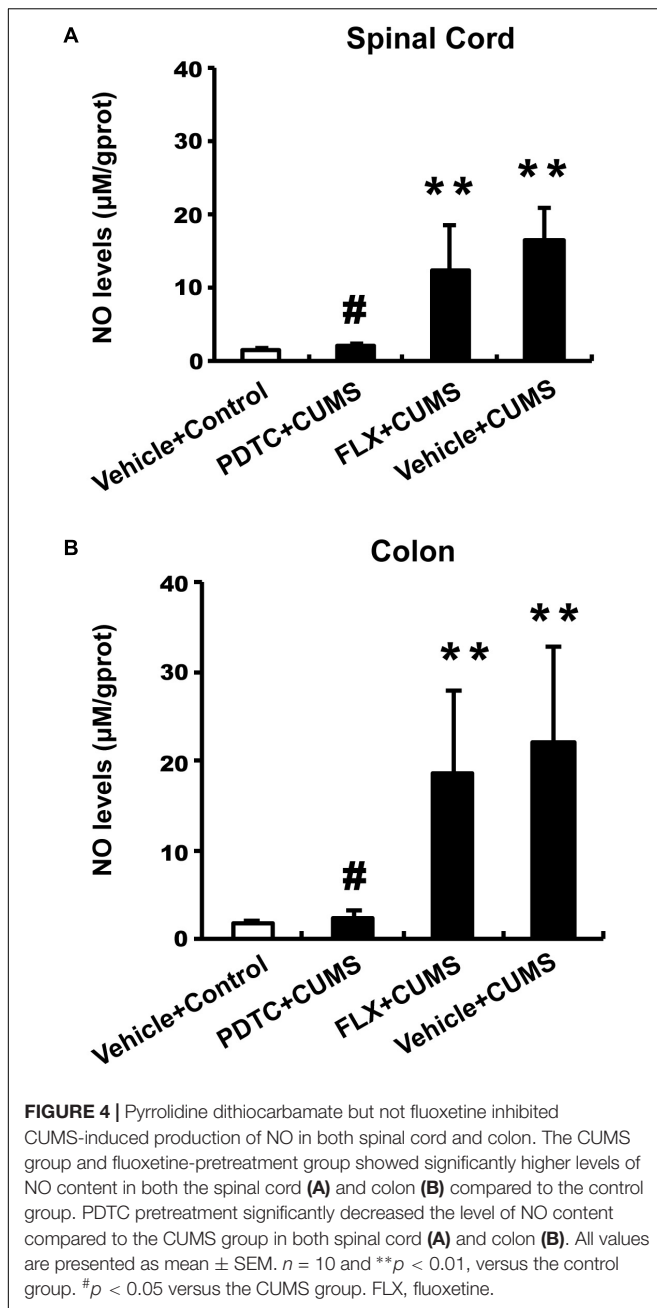 A
Spinal Cord
NO levels (µM/gprot)
40
30
20
10
0
#
**
**
Vehicle+Control
PDTC+CUMS
FLX+CUMS
Vehicle+CUMS
B
Colon
NO levels (µM/gprot)
40
30
20
10
0
#
**
**
Vehicle+Control
PDTC+CUMS
FLX+CUMS
Vehicle+CUMS
FIGURE 4 | Pyrrolidine dithiocarbamate but not fluoxetine inhibited
CUMS-induced production of NO in both spinal cord and colon. The CUMS
group and fluoxetine-pretreatment group showed significantly higher levels of
NO content in both the spinal cord (A) and colon (B) compared to the control
group. PDTC pretreatment significantly decreased the level of NO content
compared to the CUMS group in both spinal cord (A) and colon (B). All values
are presented as mean ± SEM. n = 10 and **p < 0.01, versus the control
group. #p < 0.05 versus the CUMS group. FLX, fluoxetine.